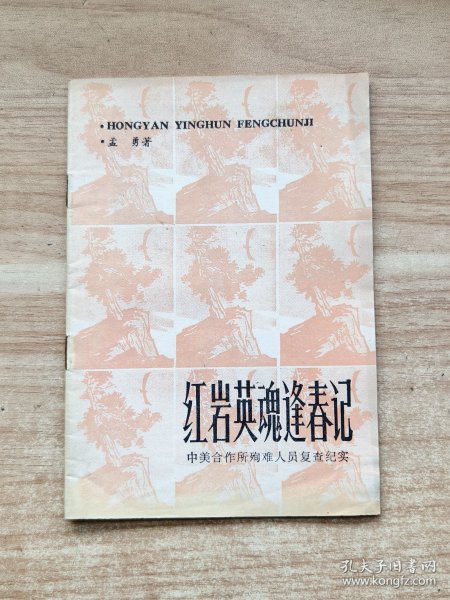 ·HONGYAN YINGHUN FENGCHUNJI
·孟 勇著
红岩英魂逢春记
中美合作所殉难人员复查纪实
孔夫子旧书网
www.kongfz.com